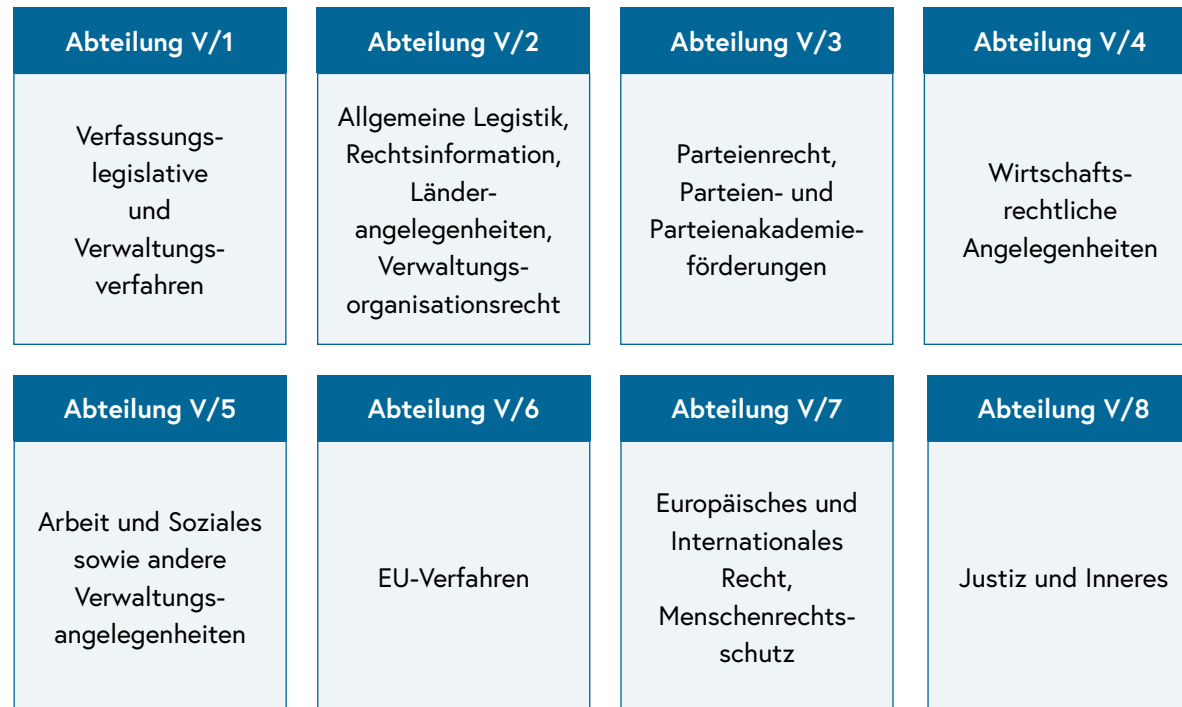 Abteilung V/1
Verfassungs-
legislative
und
Verwaltungs-
verfahren
Abteilung V/2
Allgemeine Legistik,
Rechtsinformation,
Länder-
angelegenheiten,
Verwaltungs-
organisationsrecht
Abteilung V/3
Parteienrecht,
Parteien- und
Parteienakademie-
förderungen
Abteilung V/4
Wirtschafts-
rechtliche
Angelegenheiten
Abteilung V/5
Arbeit und Soziales
sowie andere
Verwaltungs-
angelegenheiten
Abteilung V/6
EU-Verfahren
Abteilung V/7
Europäisches und
Internationales
Recht,
Menschenrechts-
schutz
Abteilung V/8
Justiz und Inneres